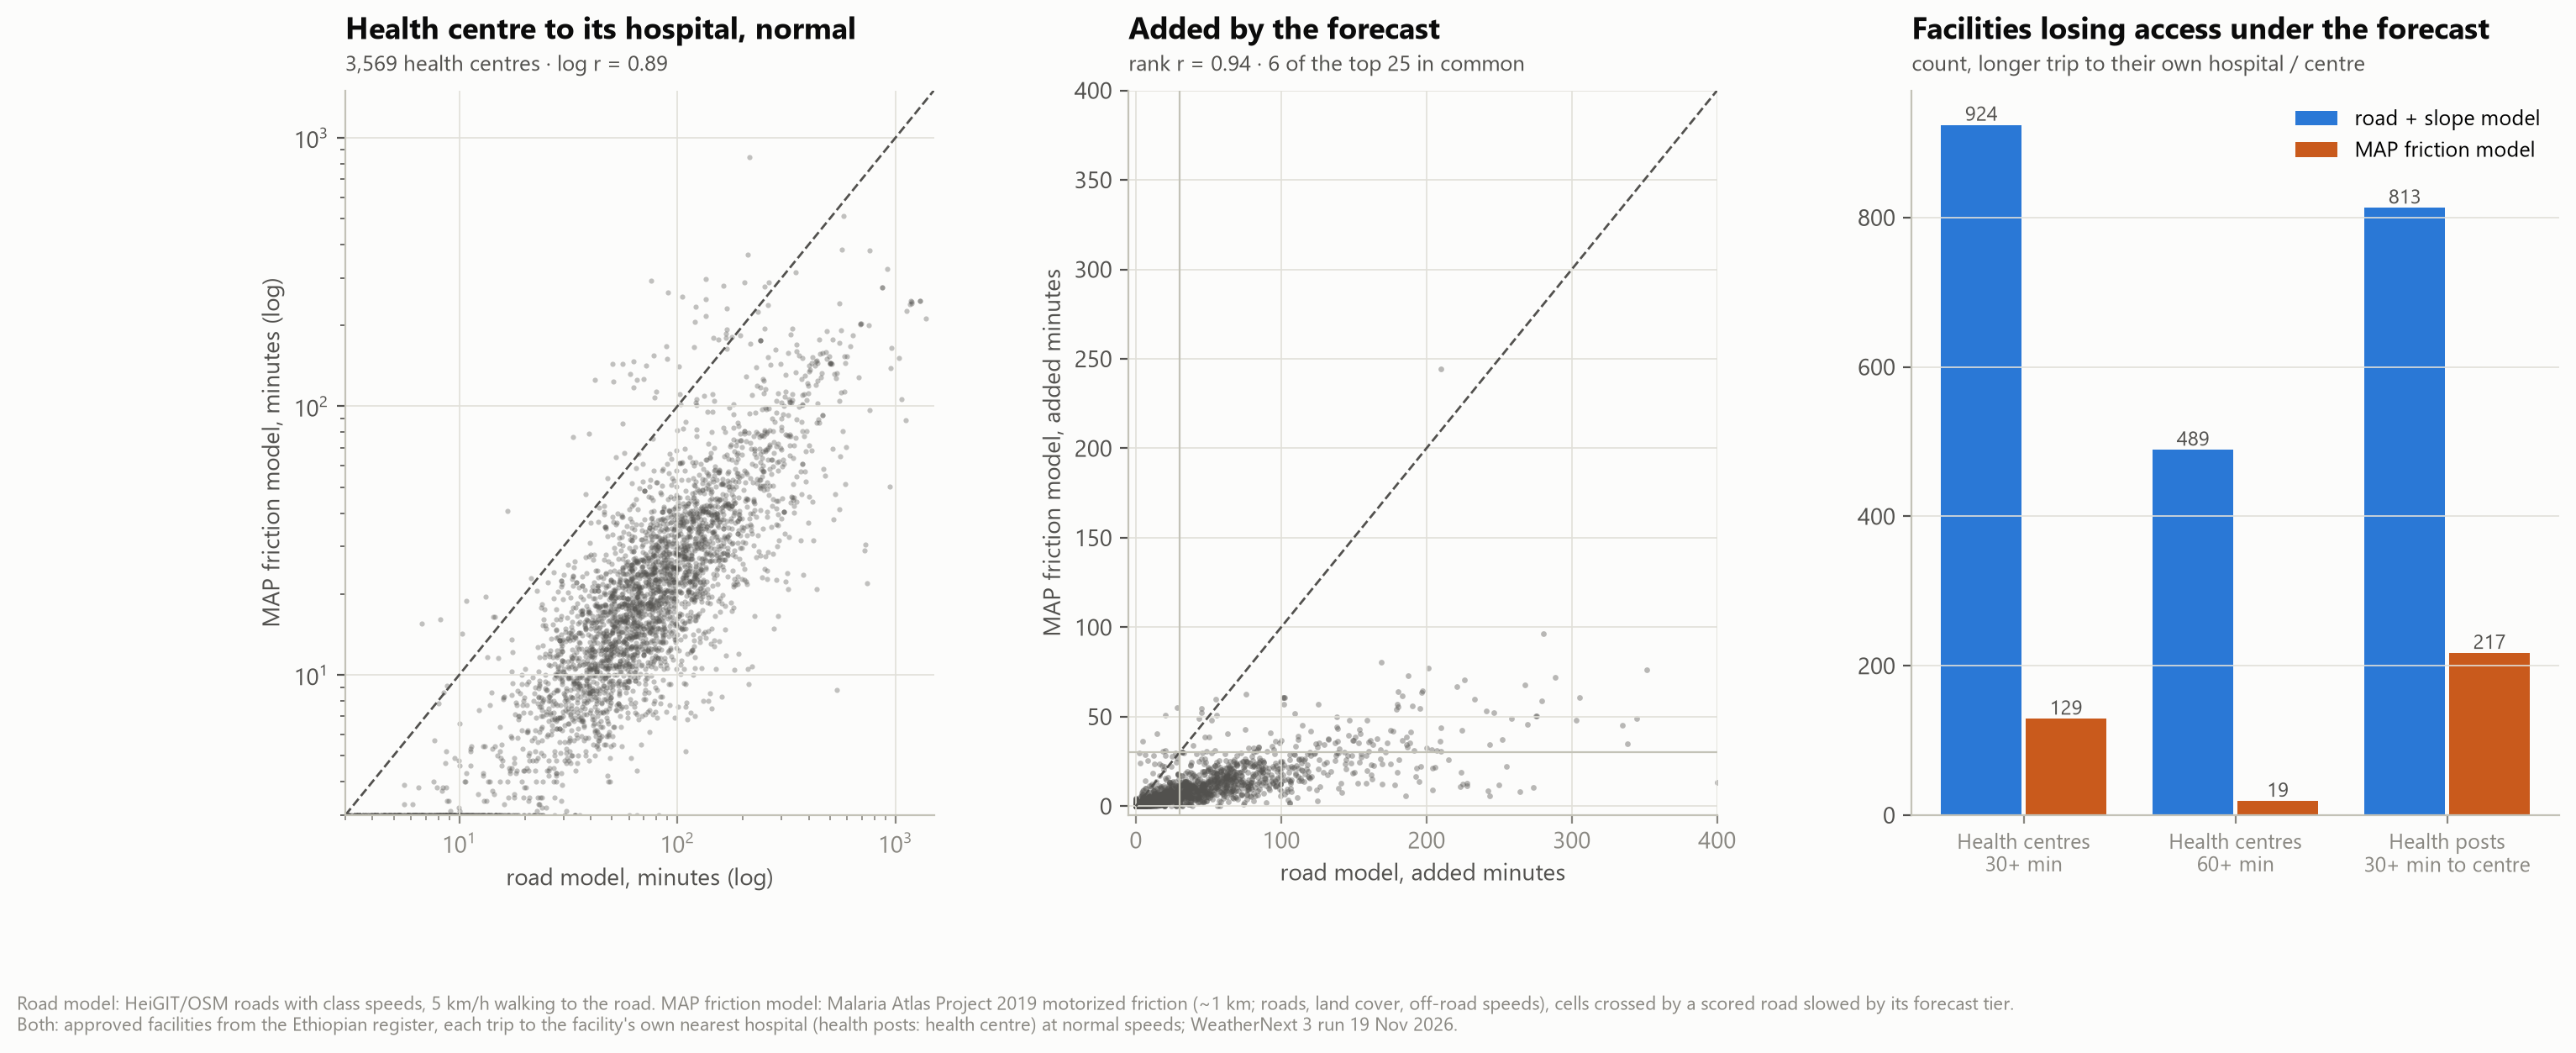 Health centre to its hospital, normal
3,569 health centres · log r = 0.89
MAP friction model, minutes (log)
10³
10²
10¹
10¹
10²
10³
road model, minutes (log)
Added by the forecast
rank r = 0.94 · 6 of the top 25 in common
MAP friction model, added minutes
400
350
300
250
200
150
100
50
0
0
100
200
300
400
road model, added minutes
Facilities losing access under the forecast
count, longer trip to their own hospital / centre
road + slope model
MAP friction model
800
600
400
200
0
924
129
489
19
813
217
Health centres
30+ min
Health centres
60+ min
Health posts
30+ min to centre
Road model: HeiGIT/OSM roads with class speeds, 5 km/h walking to the road. MAP friction model: Malaria Atlas Project 2019 motorized friction (~1 km; roads, land cover, off-road speeds), cells crossed by a scored road slowed by its forecast tier.
Both: approved facilities from the Ethiopian register, each trip to the facility's own nearest hospital (health posts: health centre) at normal speeds; WeatherNext 3 run 19 Nov 2026.